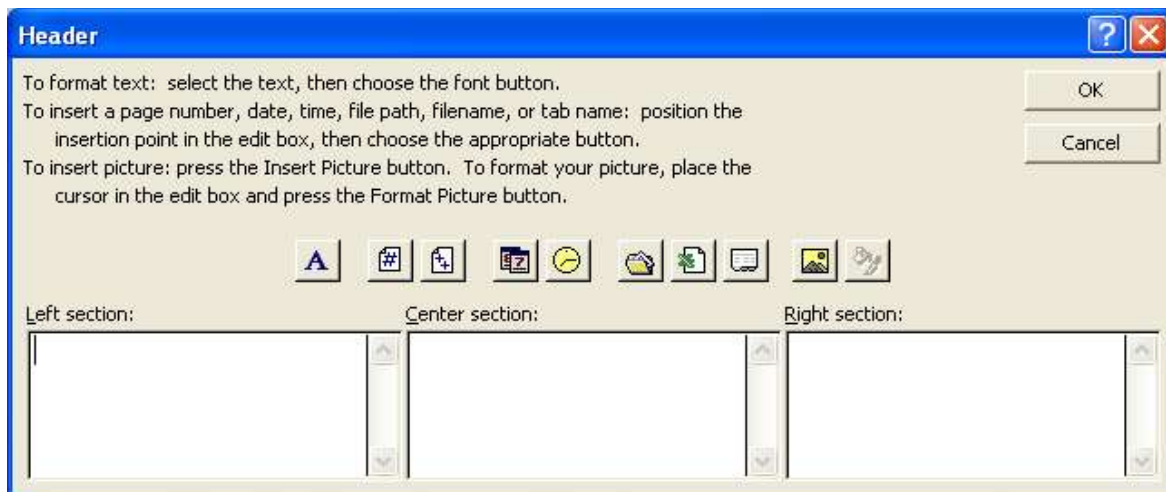 Header
To format text: select the text, then choose the font button.
To insert a page number, date, time, file path, filename, or tab name: position the
insertion point in the edit box, then choose the appropriate button.
To insert picture: press the Insert Picture button. To format your picture, place the
cursor in the edit box and press the Format Picture button.
OK
Cancel
Left section:
Center section:
Right section: